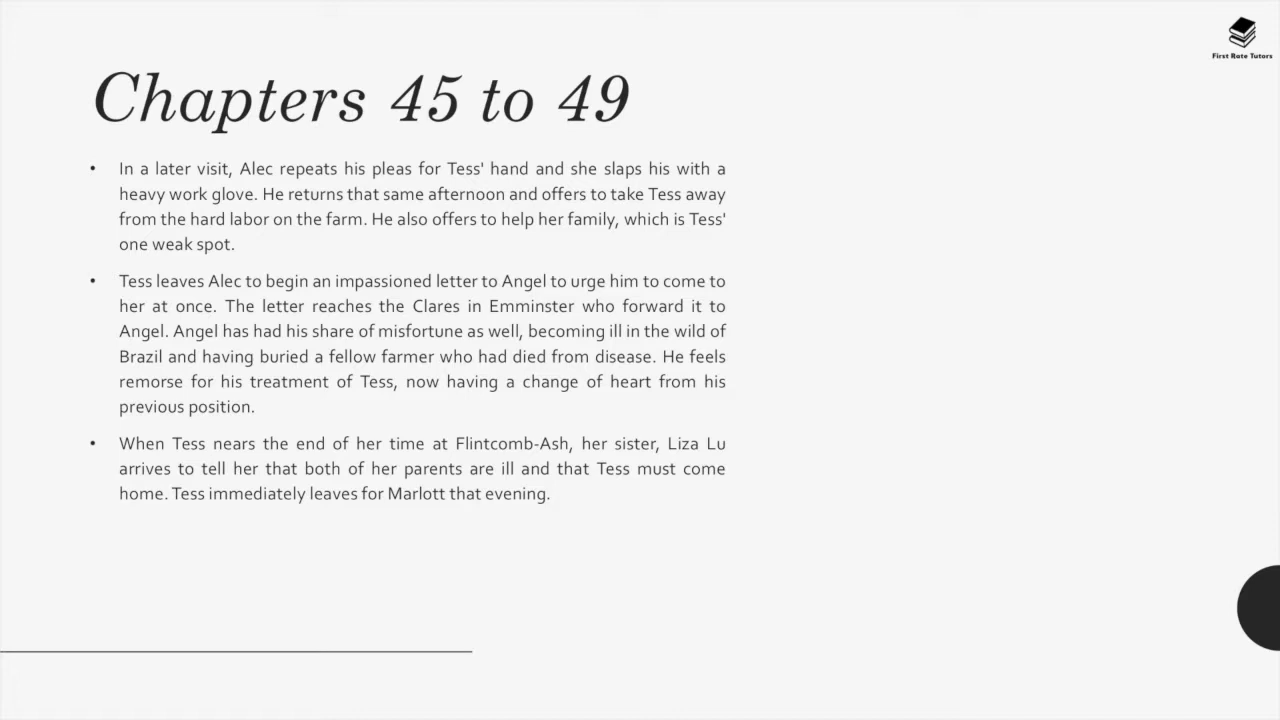 First Rate Tutors
Chapters 45 to 49
• In a later visit, Alec repeats his pleas for Tess' hand and she slaps his with a
heavy work glove. He returns that same afternoon and offers to take Tess away
from the hard labor on the farm. He also offers to help her family, which is Tess'
one weak spot.
• Tess leaves Alec to begin an impassioned letter to Angel to urge him to come to
her at once. The letter reaches the Clares in Emminster who forward it to
Angel. Angel has had his share of misfortune as well, becoming ill in the wild of
Brazil and having buried a fellow farmer who had died from disease. He feels
remorse for his treatment of Tess, now having a change of heart from his
previous position.
• When Tess nears the end of her time at Flintcomb-Ash, her sister, Liza Lu
arrives to tell her that both of her parents are ill and that Tess must come
home. Tess immediately leaves for Marlott that evening.